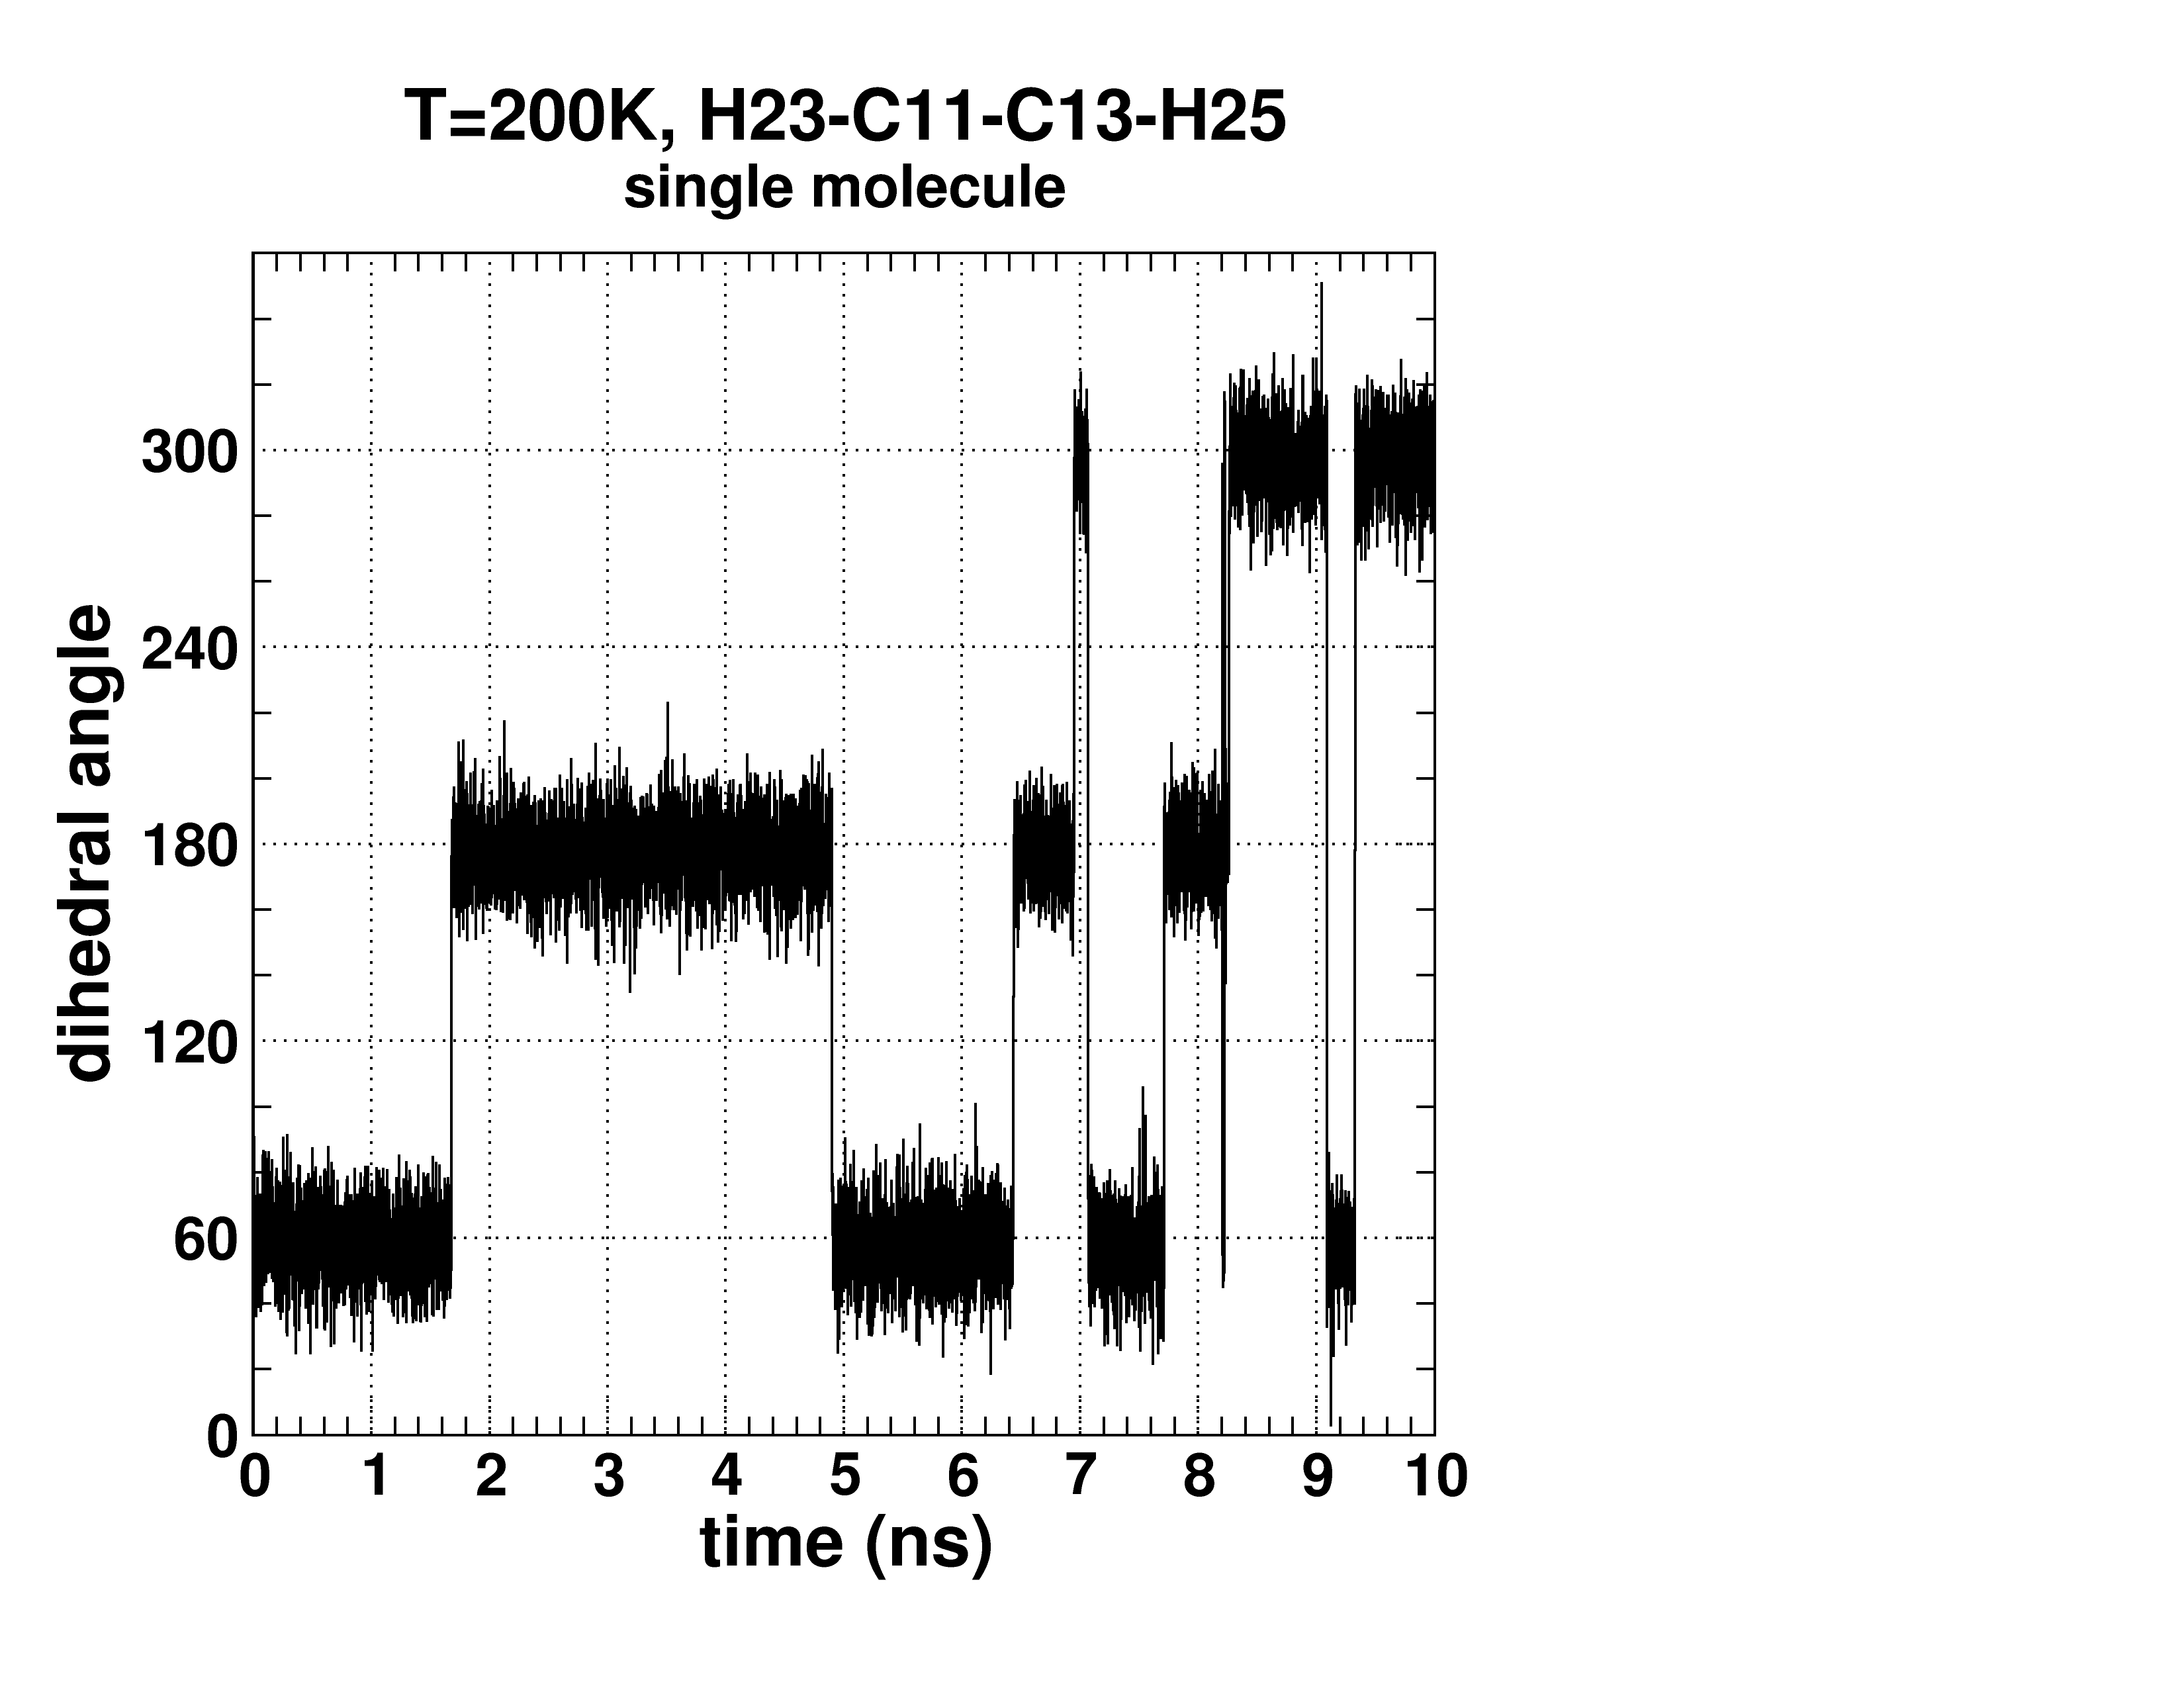 T=200K, H23-C11-C13-H25
single molecule
300
240
180
120
60
0
dihedral angle
0 1 2 3 4 5 6 7 8 9 10
time (ns)